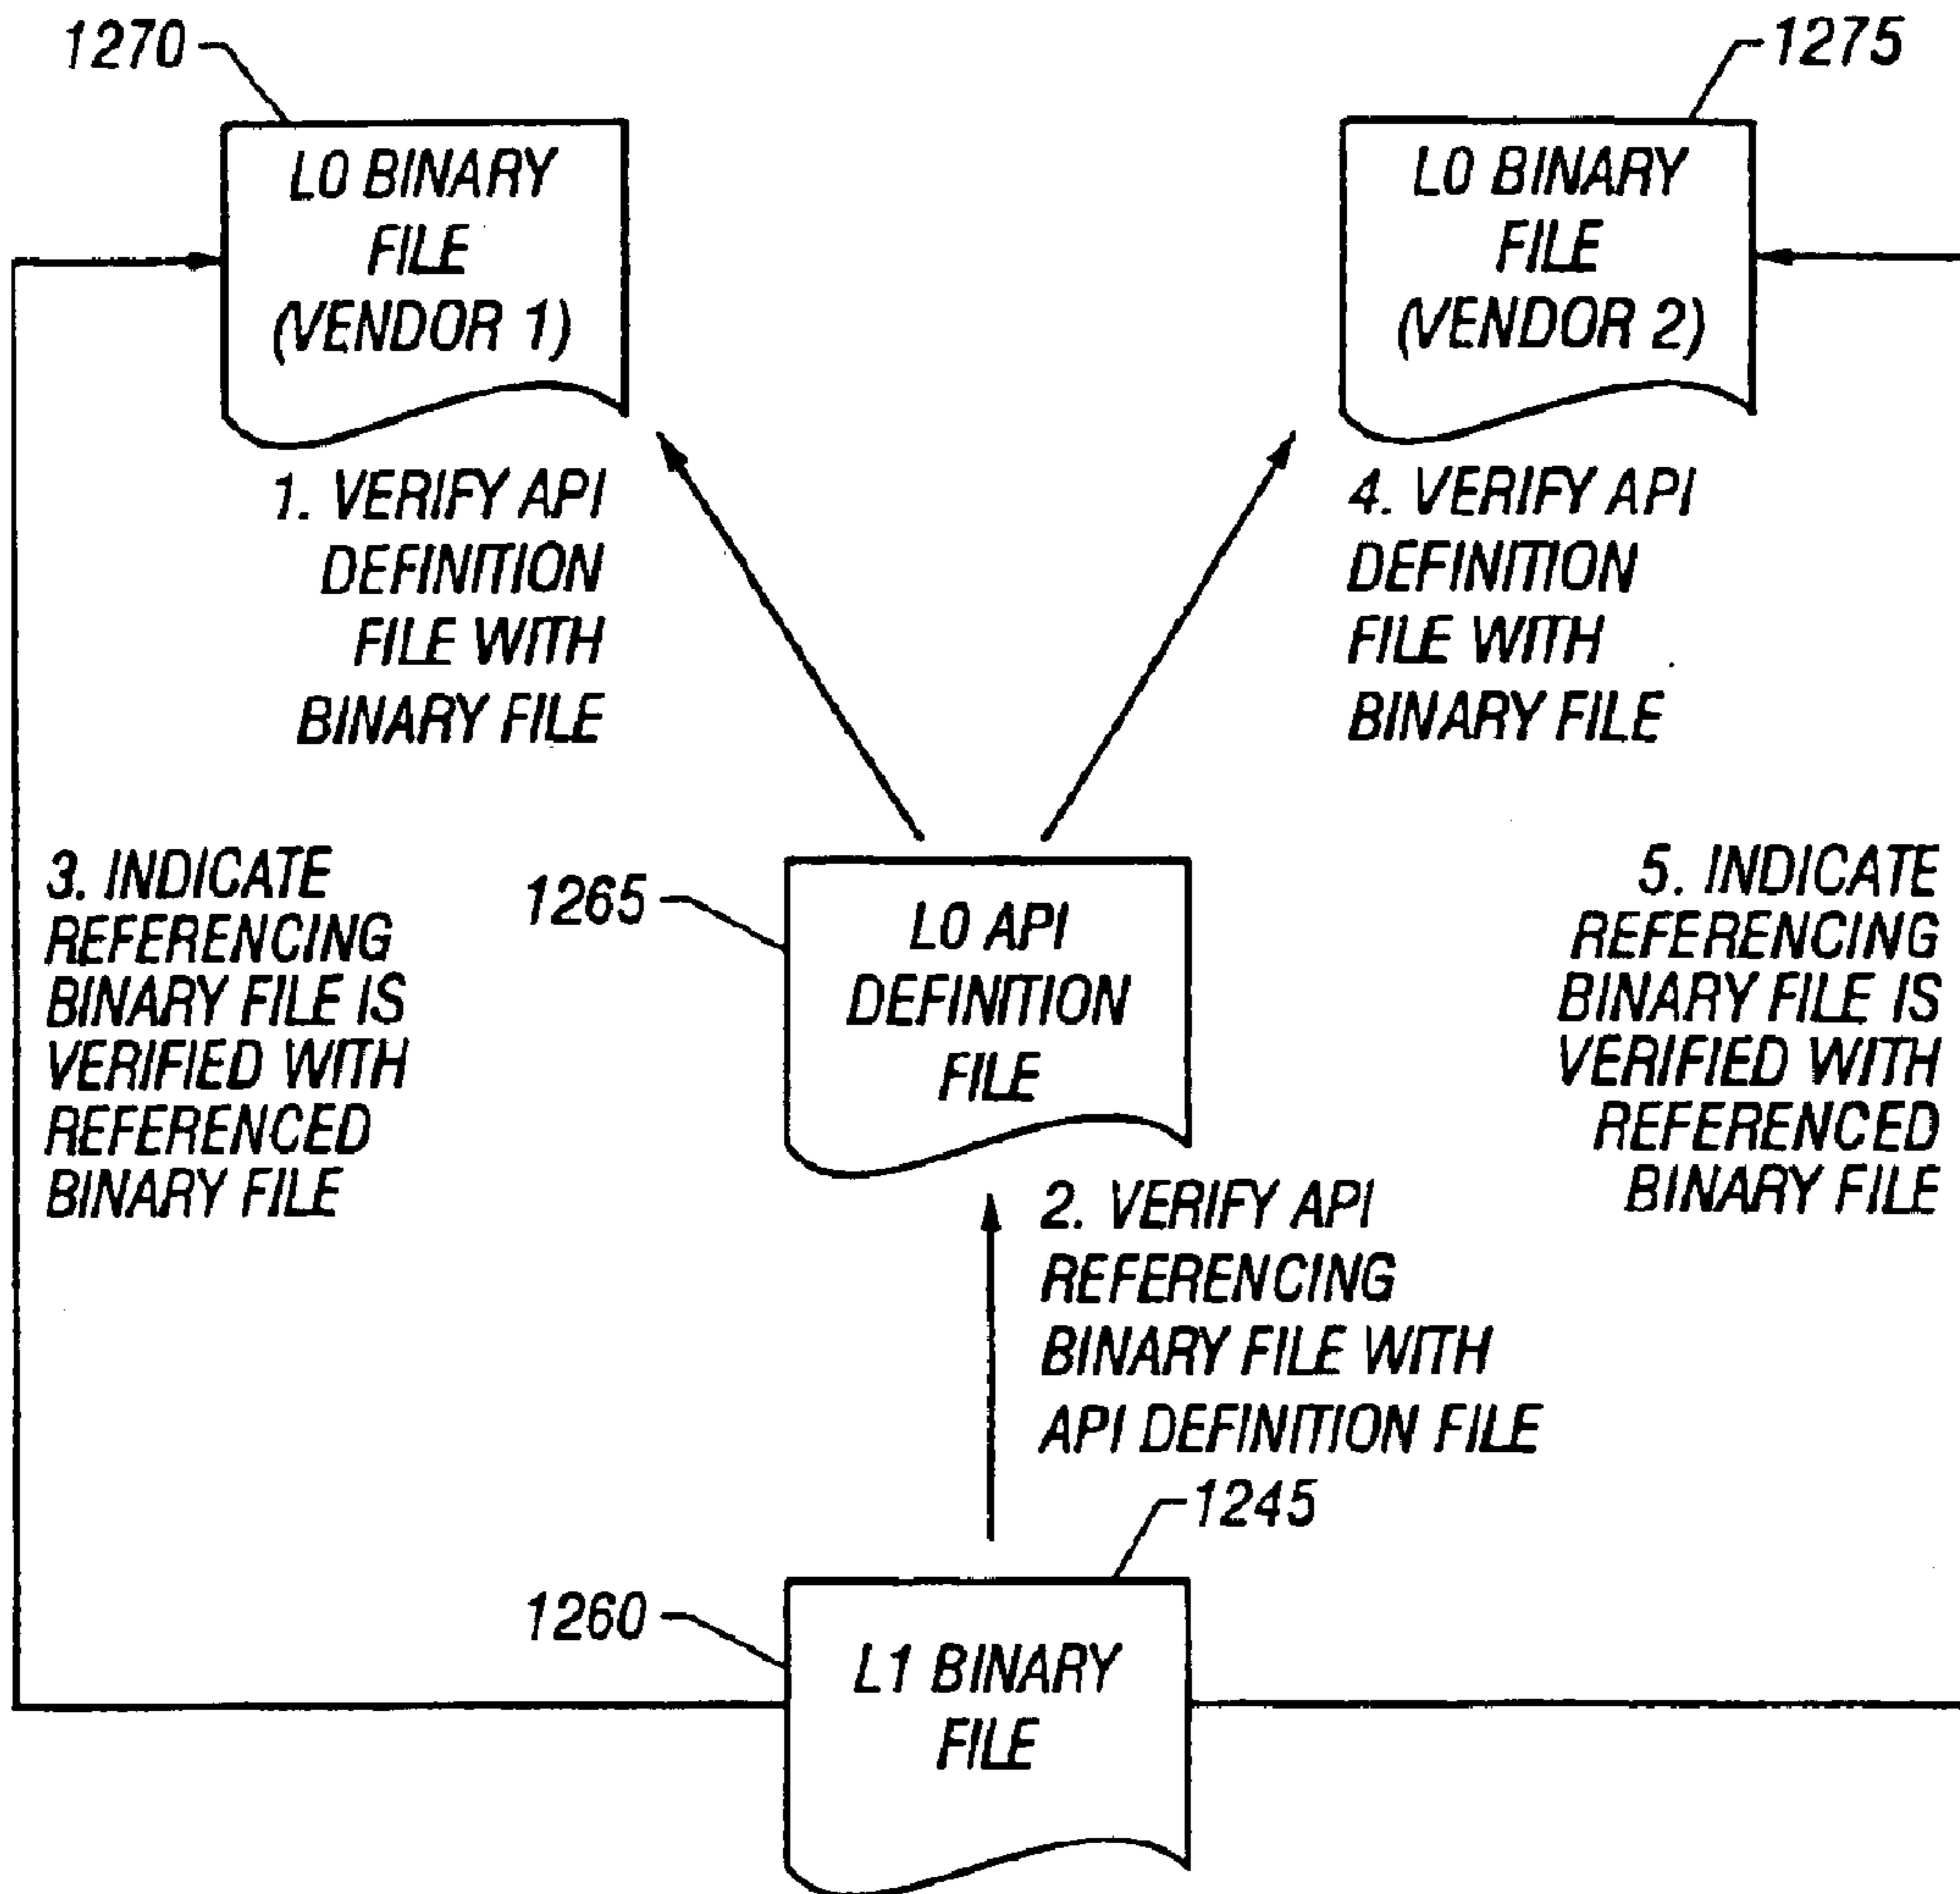 1270
1275
L0 BINARY
FILE
(VENDOR 1)
L0 BINARY
FILE
(VENDOR 2)
1. VERIFY API
DEFINITION
FILE WITH
BINARY FILE
4. VERIFY API
DEFINITION
FILE WITH
BINARY FILE
3. INDICATE
REFERENCING
BINARY FILE IS
VERIFIED WITH
REFERENCED
BINARY FILE
1265
L0 API
DEFINITION
FILE
5. INDICATE
REFERENCING
BINARY FILE IS
VERIFIED WITH
REFERENCED
BINARY FILE
2. VERIFY API
REFERENCING
BINARY FILE WITH
API DEFINITION FILE
1245
1260
L1 BINARY
FILE